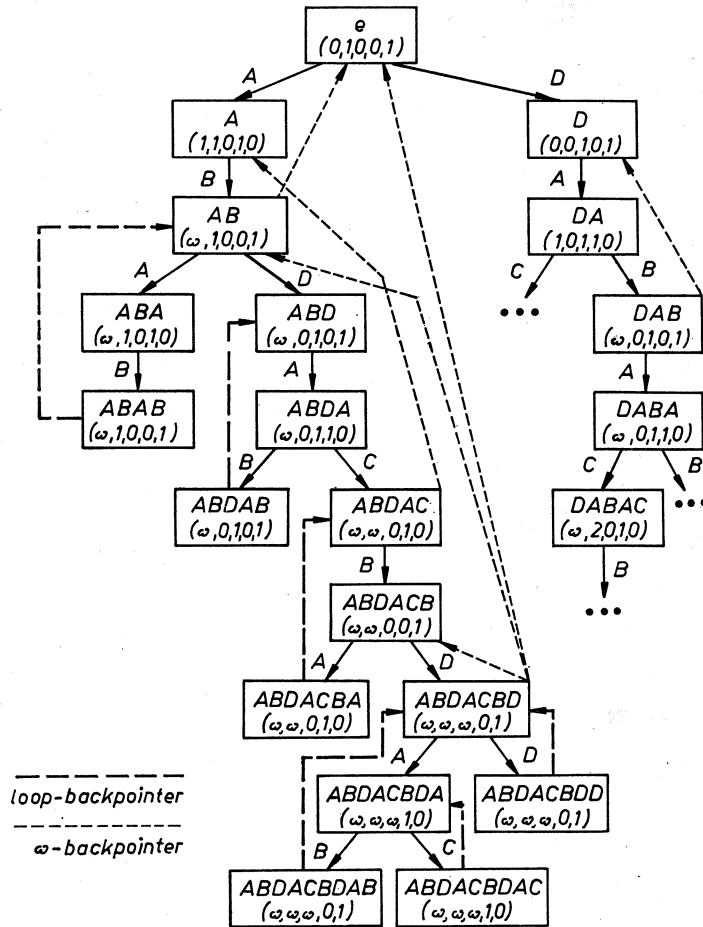 e
(0,1,0,0,1)
A
D
A
(1,1,0,1,0)
D
(0,0,1,0,1)
B
A
AB
(ω,1,0,0,1)
DA
(1,0,1,1,0)
A
D
C
B
ABA
(ω,1,0,1,0)
ABD
(ω,0,1,0,1)
DAB
(ω,0,1,0,1)
B
A
A
ABAB
(ω,1,0,0,1)
ABDA
(ω,0,1,1,0)
DABA
(ω,0,1,1,0)
B
C
C
B
ABDAB
(ω,0,1,0,1)
ABDAC
(ω,ω,0,1,0)
DABAC
(ω,2,0,1,0)
B
B
ABDACB
(ω,ω,0,0,1)
A
D
ABDACBA
(ω,ω,0,1,0)
ABDACBD
(ω,ω,ω,0,1)
A
D
ABDACBDA
(ω,ω,ω,1,0)
ABDACBDD
(ω,ω,ω,0,1)
loop-backpointer
ω-backpointer
B
C
ABDACBDAB
(ω,ω,ω,0,1)
ABDACBDAC
(ω,ω,ω,1,0)